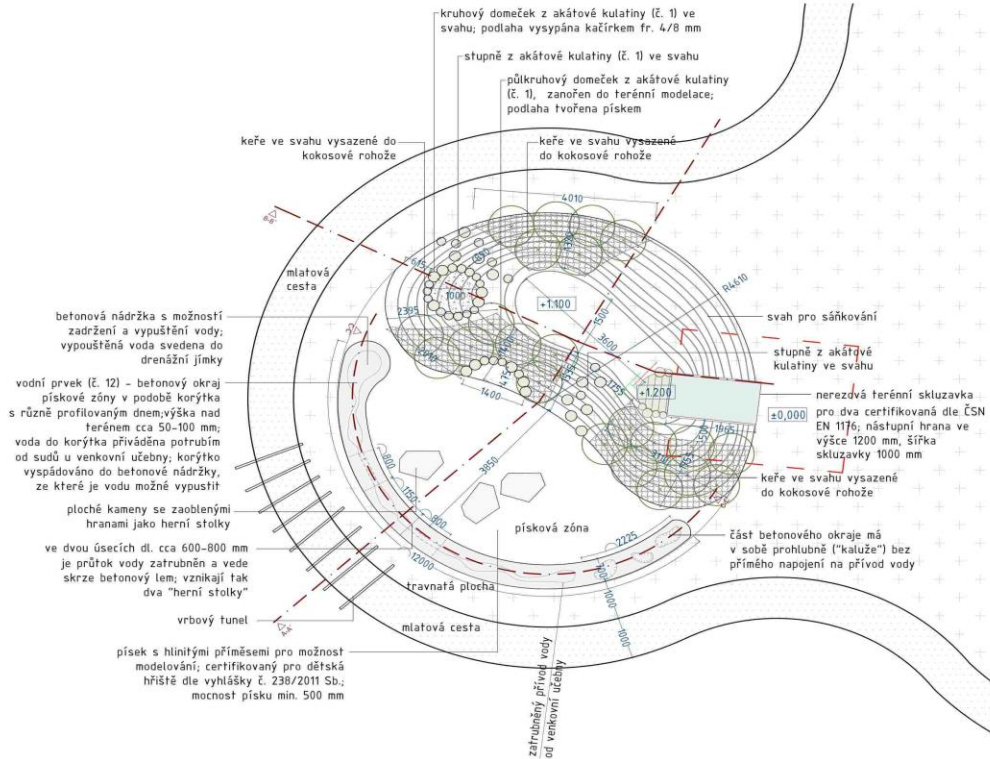 kruhový domeček z akátové kulatiny (č. 1) ve
svahu; podlaha vysypána kačírkem fr. 4/8 mm
stupně z akátové kulatiny (č. 1) ve svahu
půlkruhový domeček z akátové kulatiny
(č. 1), zanořen do terénní modelace;
podlaha tvořena pískem
keře ve svahu vysazené do
kokosové rohože
keře ve svahu vysazené
do kokosové rohože
4010
B-B'
mlatová
cesta
615
1000
1300
R4610
+1.100
2395
1500
3600
svah pro sáňkování
betonová nádržka s možností
zadržení a vypuštění vody;
vypouštěná voda svedena do
drenážní jímky
stupně z akátové
kulatiny ve svahu
1400
+1.200
±0,000
nerezová terénní skluzavka
pro dva certifikovaná dle ČSN
EN 1176; nástupní hrana ve
výšce 1200 mm, šířka
skluzavky 1000 mm
1965
1500
vodní prvek (č. 12) – betonový okraj
pískové zóny v podobě korýtka
s různě profilovaným dnem;výška nad
terénem cca 50–100 mm;
voda do korýtka přiváděna potrubím
od sudů u venkovní učebny; korýtko
vyspádováno do betonové nádržky,
ze které je vodu možné vypustit
keře ve svahu vysazené
do kokosové rohože
800
1150
800
3850
12000
ploché kameny se zaoblenými
hranami jako herní stolky
písková zóna
2225
část betonového okraje má
v sobě prohlubně ("kaluže") bez
přímého napojení na přívod vody
ve dvou úsecích dl. cca 600–800 mm
je průtok vody zatrubněn a vede
skrze betonový lem; vznikají tak
dva "herní stolky"
travnatá plocha
1000
1000
vrbový tunel
A-A'
mlatová cesta
písek s hlinitými příměsemi pro možnost
modelování; certifikovaný pro dětská
hřiště dle vyhlášky č. 238/2011 Sb.;
mocnost písku min. 500 mm
zatrubněný přívod vody
od venkovní učebny